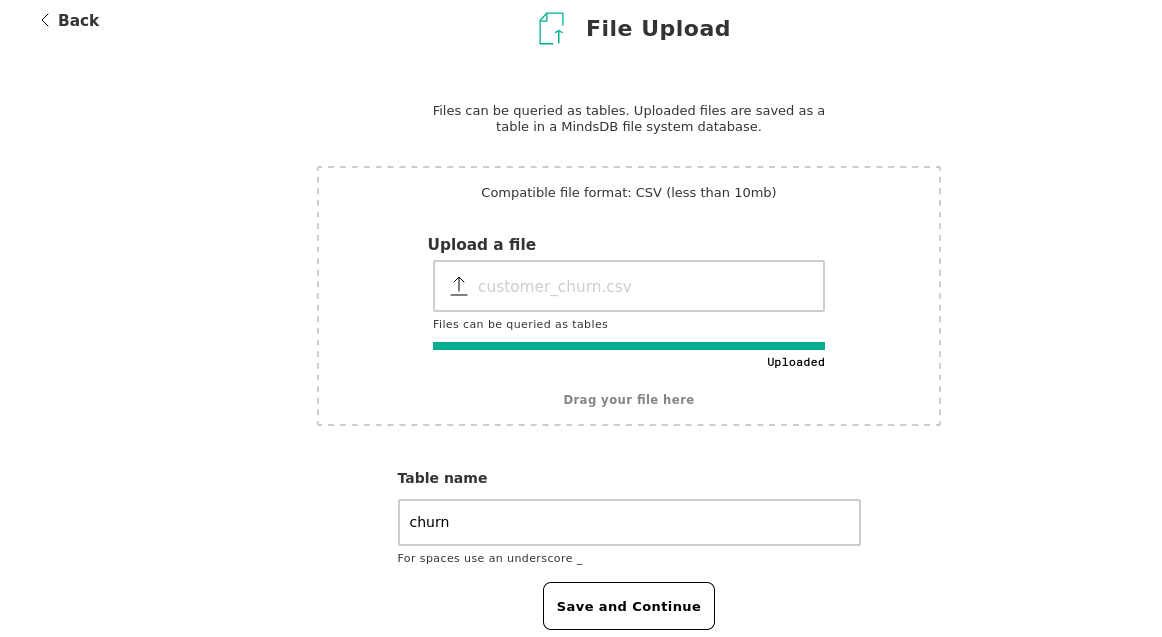 Back
File Upload
Files can be queried as tables. Uploaded files are saved as a
table in a MindsDB file system database.
Compatible file format: CSV (less than 10mb)
Upload a file
customer_churn.csv
Files can be queried as tables
Uploaded
Drag your file here
Table name
churn
For spaces use an underscore _
Save and Continue